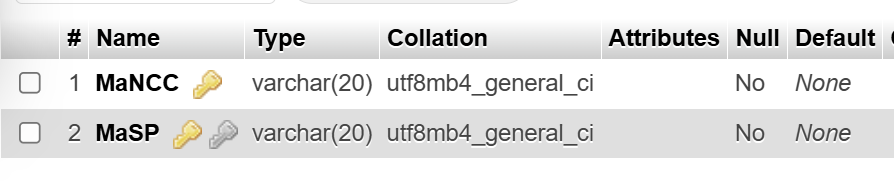 # Name Type Collation Attributes Null Default
1 MaNCC varchar(20) utf8mb4_general_ci No None
2 MaSP varchar(20) utf8mb4_general_ci No None